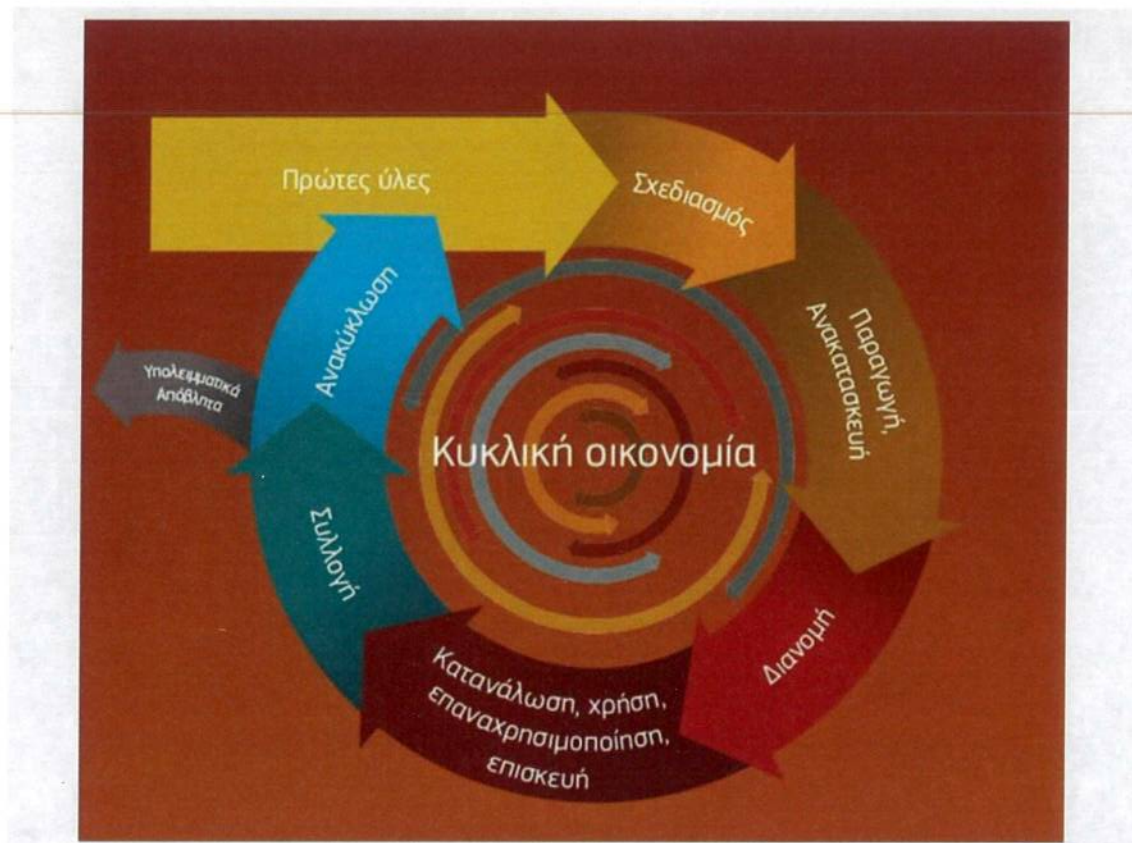 Πρώτες ύλες
Σχεδιασμός
Παραγωγή,
Ανακατασκευή
Διανομή
Κατανάλωση, χρήση,
επαναχρησιμοποίηση,
επισκευή
Συλλογή
Ανακύκλωση
Υπολειμματικά
Απόβλητα
Κυκλική οικονομία